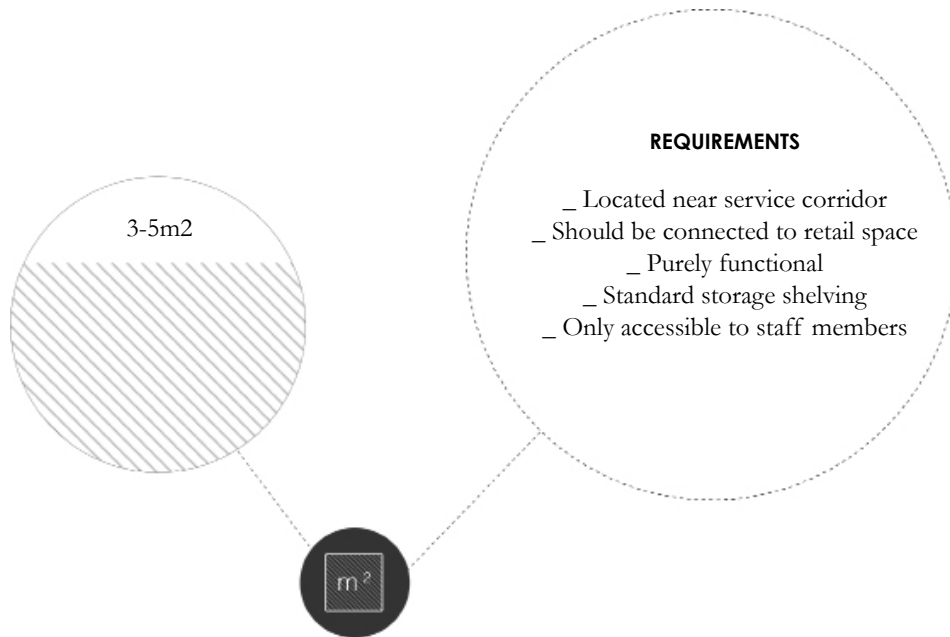 REQUIREMENTS
3-5m2
_ Located near service corridor
_ Should be connected to retail space
_ Purely functional
_ Standard storage shelving
_ Only accessible to staff members
m²